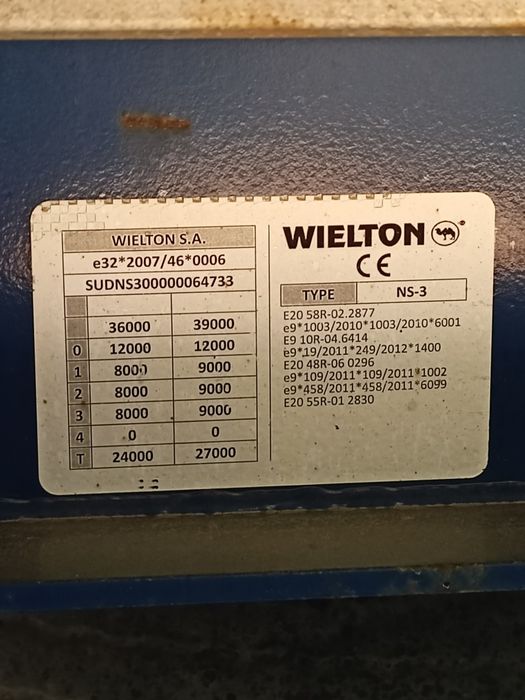 WIELTON S.A.
e32*2007/46*0006
SUDNS300000064733
36000 39000
0 12000 12000
1 8000 9000
2 8000 9000
3 8000 9000
4 0 0
T 24000 27000
WIELTON ®
CE
TYPE NS-3
E20 58R-02.2877
e9*1003/2010*1003/2010*6001
E9 10R-04.6414
e9*19/2011*249/2012*1400
E20 48R-06 0296
e9*109/2011*109/2011*1002
e9*458/2011*458/2011*6099
E20 55R-01 2830